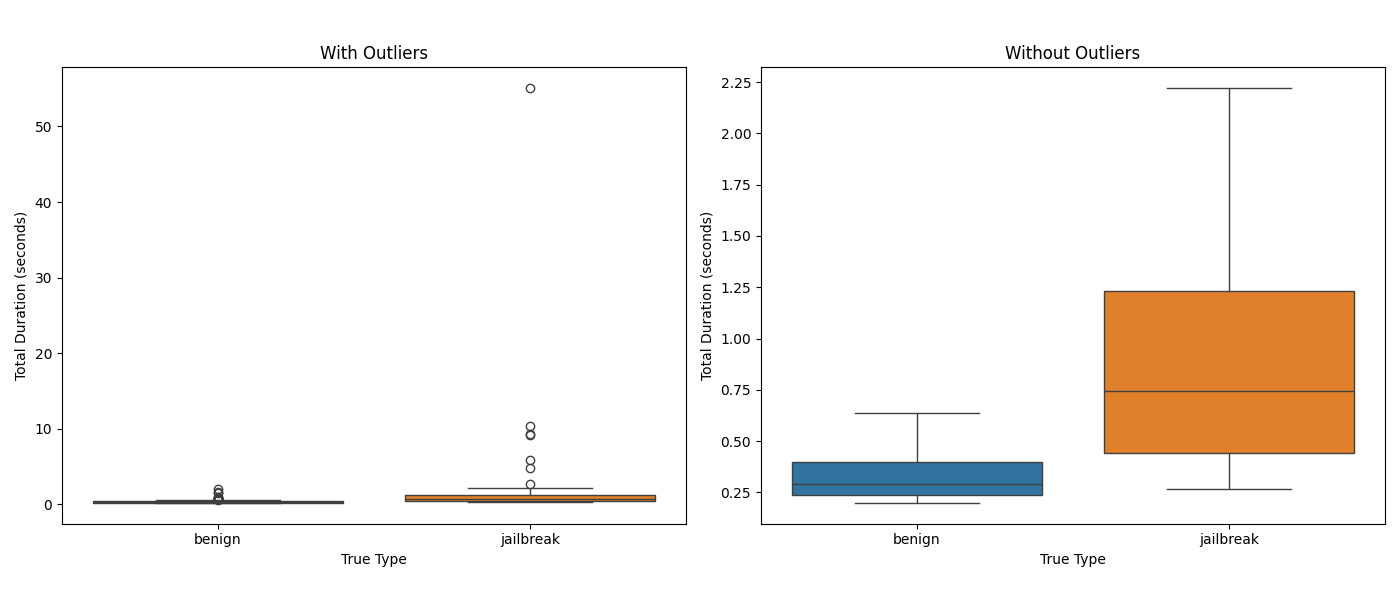 With Outliers
Total Duration (seconds)
50
40
30
20
10
0
benign
jailbreak
True Type
Without Outliers
Total Duration (seconds)
2.25
2.00
1.75
1.50
1.25
1.00
0.75
0.50
0.25
benign
jailbreak
True Type